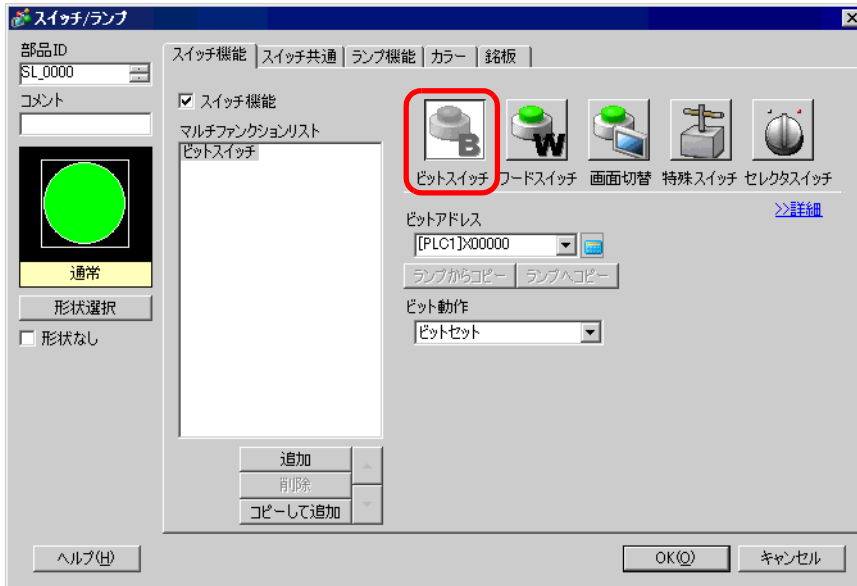 スイッチ/ランプ
部品ID
SL_0000
コメント
通常
形状選択
形状なし
スイッチ機能 スイッチ共通 ランプ機能 カラー 銘板
スイッチ機能
マルチファンクションリスト
ビットスイッチ
追加
削除
コピーして追加
B W
ビットスイッチ ワードスイッチ 画面切替 特殊スイッチ セレクタスイッチ
>>詳細
ビットアドレス
[PLC1]X00000
ランプからコピー ランプへコピー
ビット動作
ビットセット
ヘルプ(H) OK(O) キャンセル